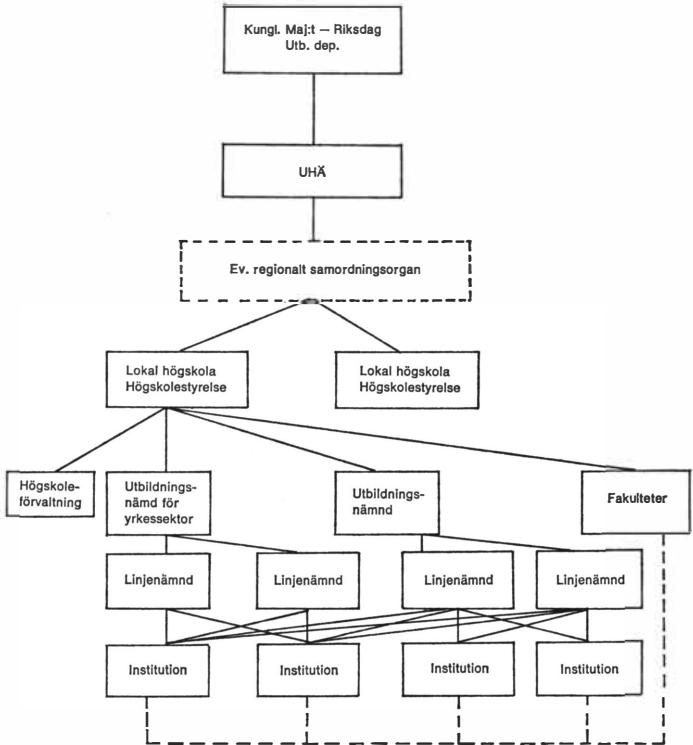 Kungl. Maj:t — Riksdag
Utb. dep.
UHÄ
Ev. regionalt samordningsorgan
Lokal högskola
Högskolestyrelse
Lokal högskola
Högskolestyrelse
Högskole-
förvaltning
Utbildnings-
nämd för
yrkessektor
Utbildnings-
nämnd
Fakulteter
Linjenämnd
Linjenämnd
Linjenämnd
Linjenämnd
Institution
Institution
Institution
Institution